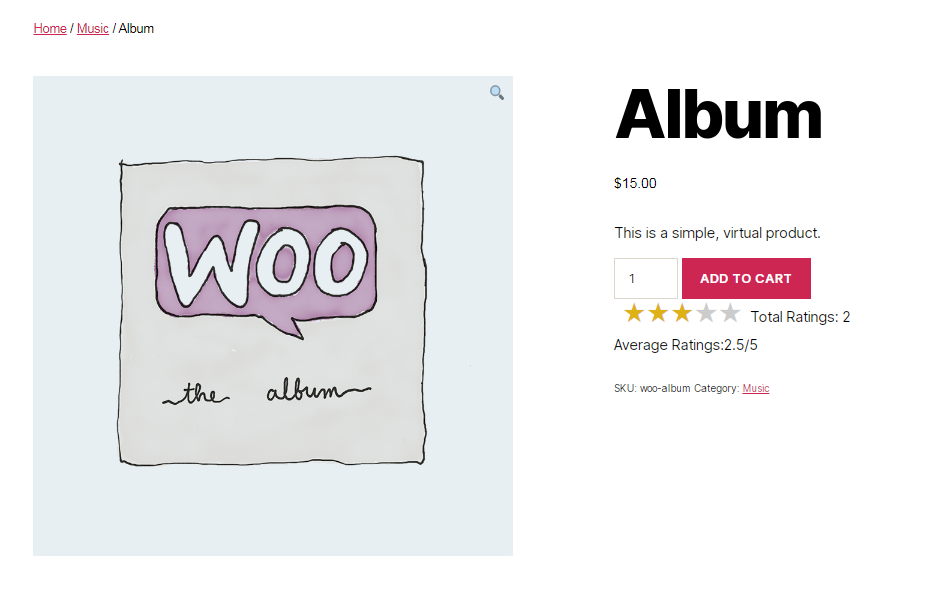 Home / Music / Album
WOO
the album
Album
$15.00
This is a simple, virtual product.
1 ADD TO CART
Total Ratings: 2
Average Ratings:2.5/5
SKU: woo-album Category: Music